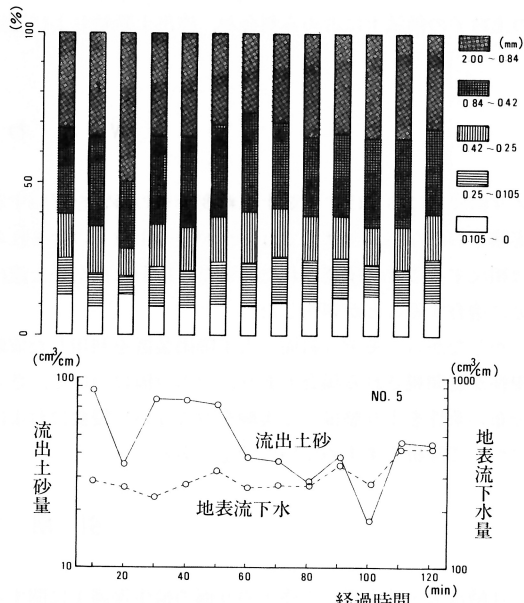 (%)
100
50
0
(mm)
2.00 ~ 0.84
0.84 ~ 0.42
0.42 ~ 0.25
0.25 ~ 0.105
0.105 ~ 0
(cm³/cm)
100
10
流出土砂量
(cm³/cm)
1000
100
地表流下水量
NO. 5
流出土砂
地表流下水
20 40 60 80 100 120 (min)
経過時間